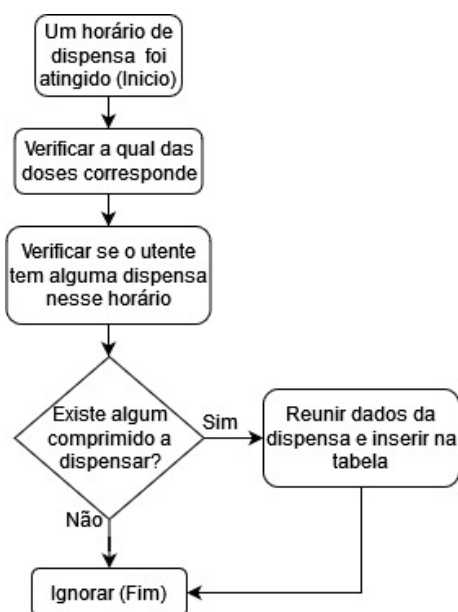 Um horário de
dispensa foi
atingido (Inicio)
Verificar a qual das
doses corresponde
Verificar se o utente
tem alguma dispensa
nesse horário
Existe algum
comprimido a
dispensar?
Sim
Reunir dados da
dispensa e inserir na
tabela
Não
Ignorar (Fim)